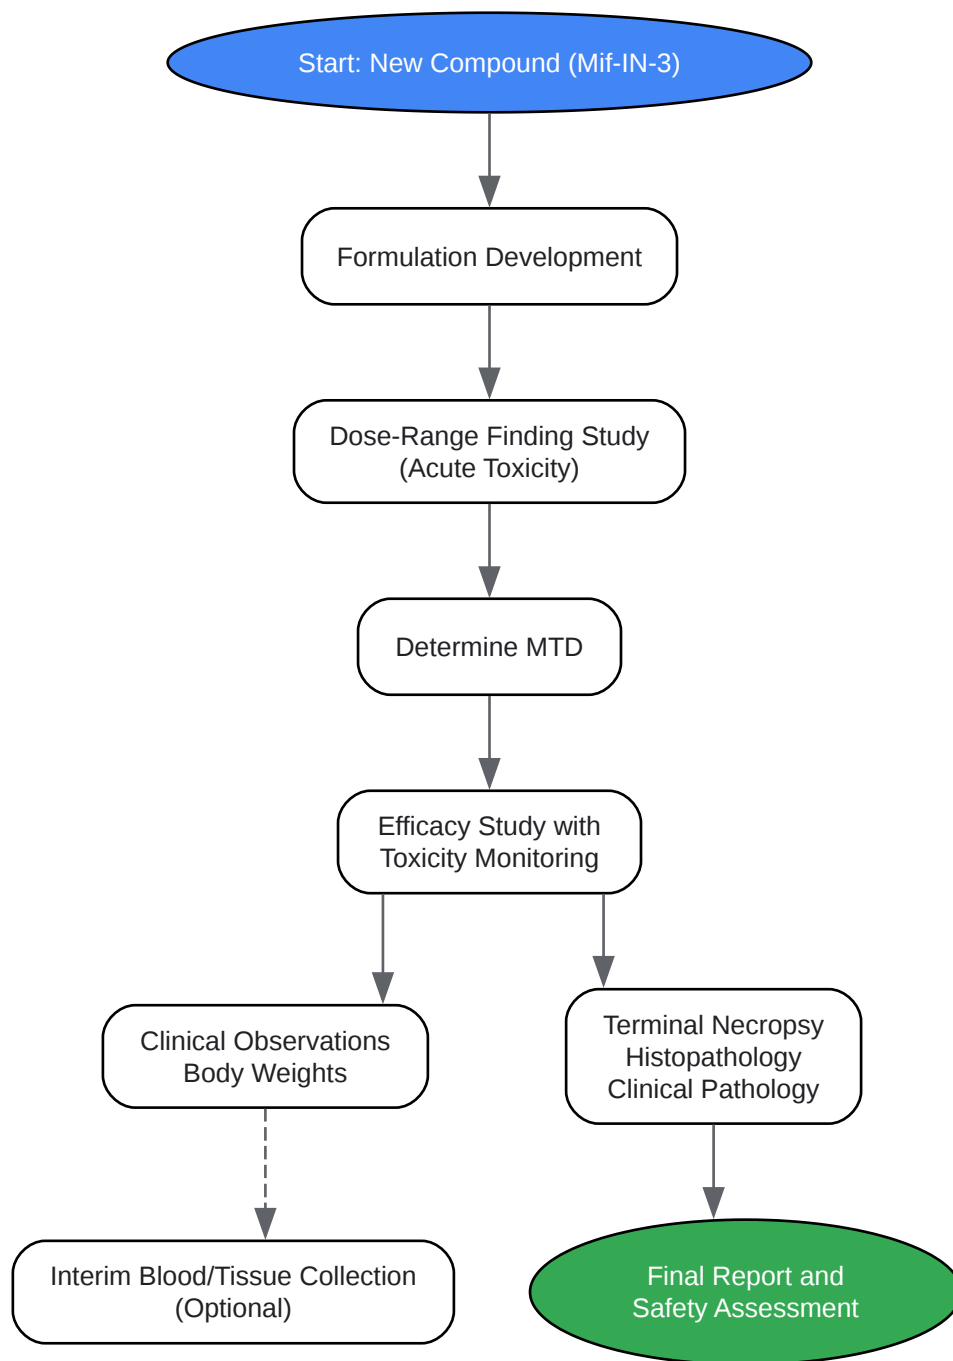 Start: New Compound (Mif-IN-3)
Formulation Development
Dose-Range Finding Study
(Acute Toxicity)
Determine MTD
Efficacy Study with
Toxicity Monitoring
Clinical Observations
Body Weights
Terminal Necropsy
Histopathology
Clinical Pathology
Interim Blood/Tissue Collection
(Optional)
Final Report and
Safety Assessment